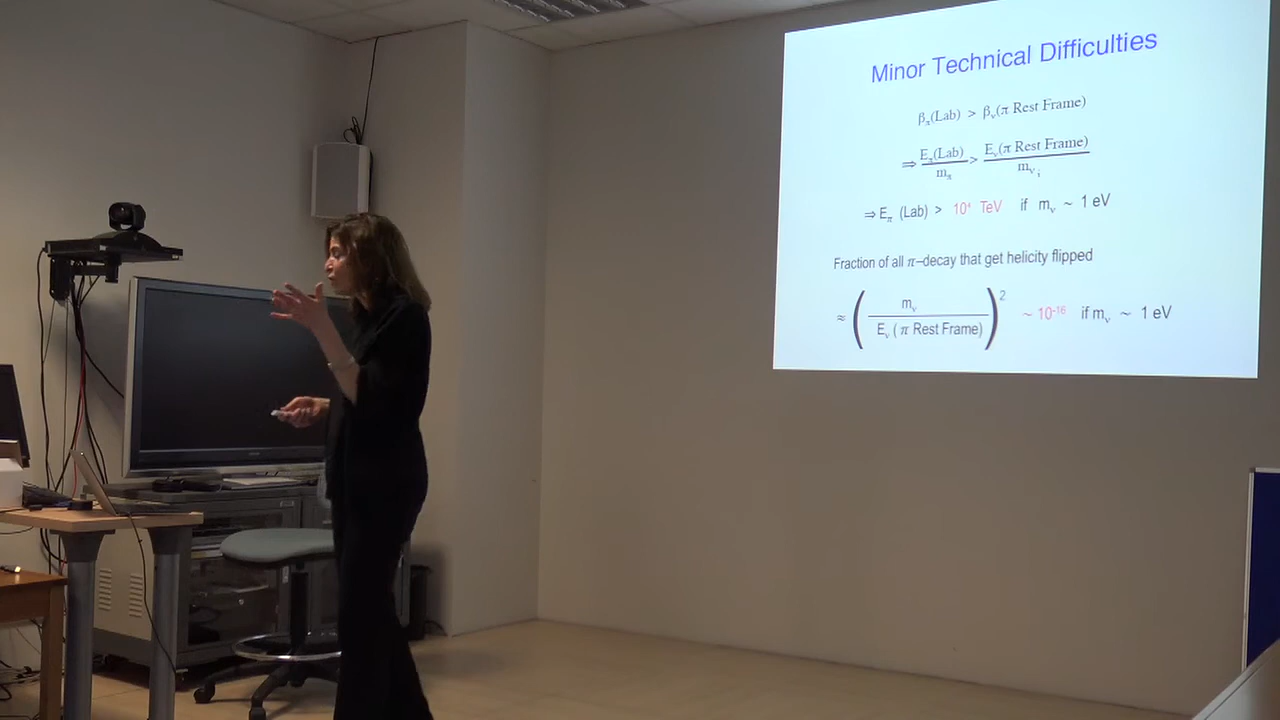 Minor Technical Difficulties
βπ(Lab) > βν(π Rest Frame)
⇒ Eπ(Lab)/mπ > Eν(π Rest Frame)/mνi
⇒ Eπ (Lab) > 10⁴ TeV if mν ~ 1 eV
Fraction of all π–decay that get helicity flipped
≈ ( mν / Eν ( π Rest Frame) )² ~ 10⁻¹⁶ if mν ~ 1 eV